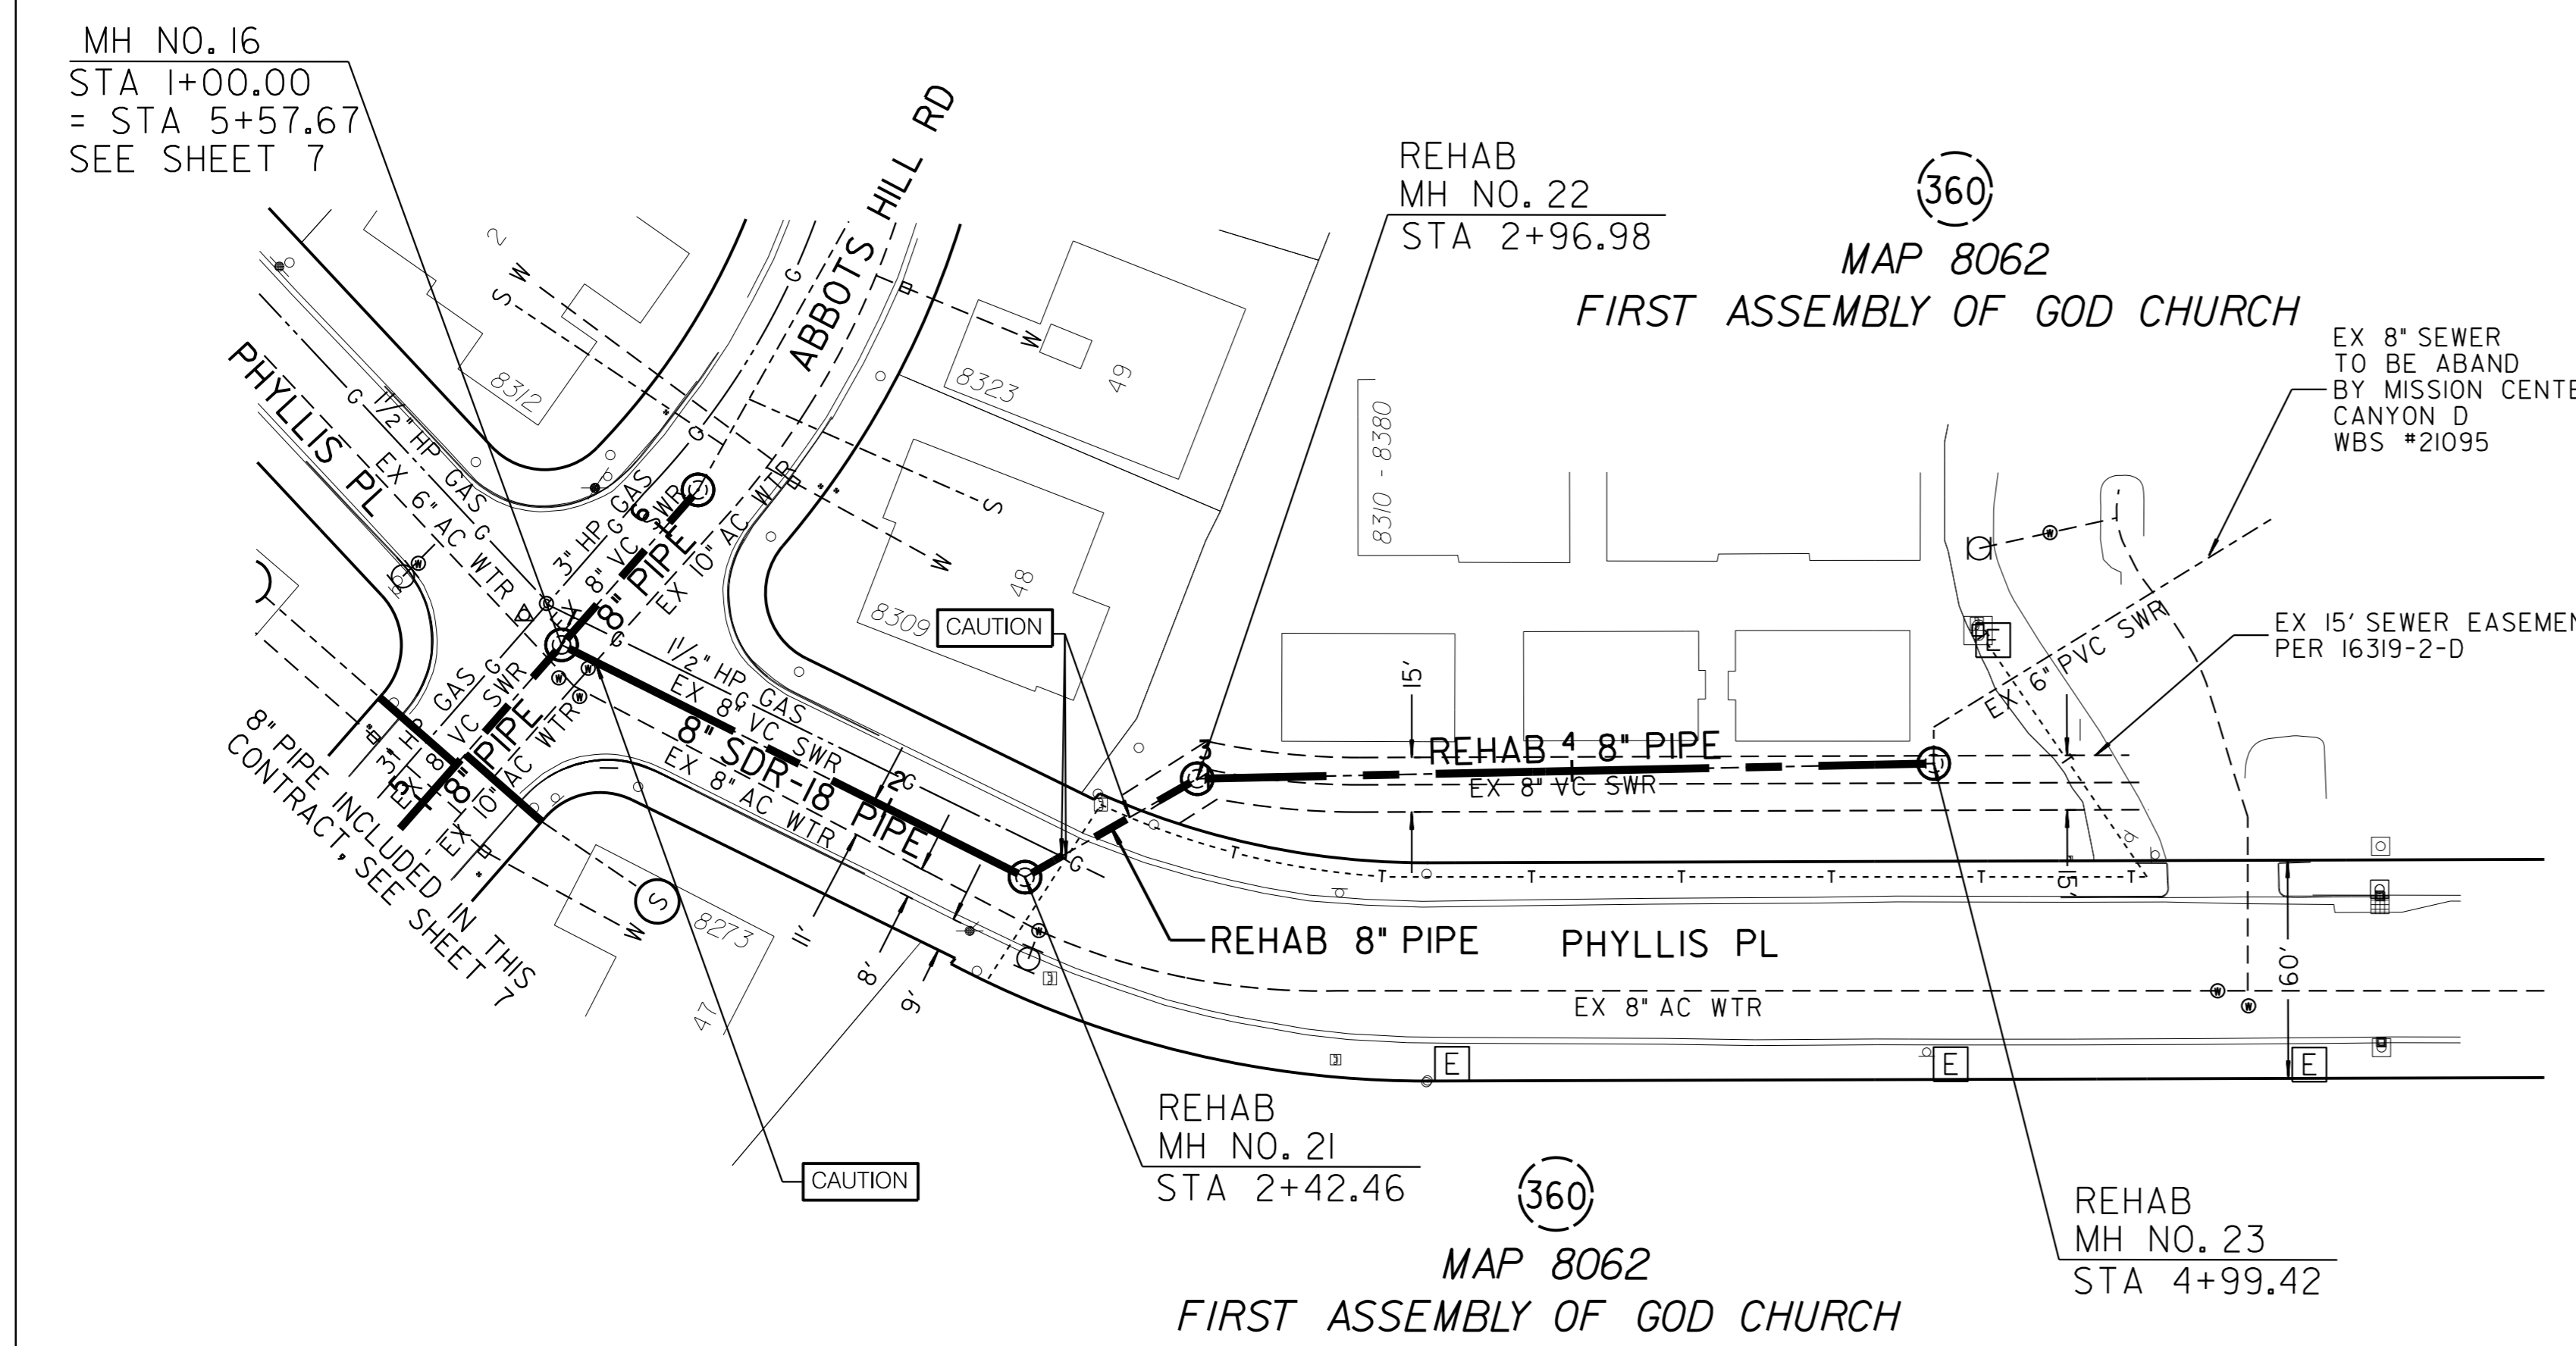 MH NO. 16
STA 1+00.00
= STA 5+57.67
SEE SHEET 7
ABBOTS HILL RD
REHAB
MH NO. 22
STA 2+96.98
360
MAP 8062
FIRST ASSEMBLY OF GOD CHURCH
EX 8" SEWER
TO BE ABAND
BY MISSION CENTE
CANYON D
WBS #21095
2
W
S
8312
G
G
W
8323
49
8310 - 8380
PHYLLIS PL
1 1/2" HP GAS
G
G
EX 6" AC WTR
3" HP GAS
G
EX 8" VC SWR
6
8" PIPE
EX 10" AC WTR
S
W
48
8309
CAUTION
EX 15' SEWER EASEMEN
PER 16319-2-D
E
EX 6" PVC SWR
15'
G
1 1/2" HP GAS
G
EX 8" VC SWR
8" SDR-18 PIPE
EX 8" AC WTR
2
G
3
REHAB 8" PIPE
4
EX 8" VC SWR
3" HP GAS
G
EX 8" VC SWR
8" PIPE
5
EX 10" AC WTR
8" PIPE INCLUDED IN THIS
CONTRACT, SEE SHEET 7
G
T
T T T T T T
15'
S
W
8273
47
11'
8'
9'
REHAB 8" PIPE
PHYLLIS PL
60'
EX 8" AC WTR
E
E
E
REHAB
MH NO. 21
STA 2+42.46
CAUTION
360
MAP 8062
FIRST ASSEMBLY OF GOD CHURCH
REHAB
MH NO. 23
STA 4+99.42